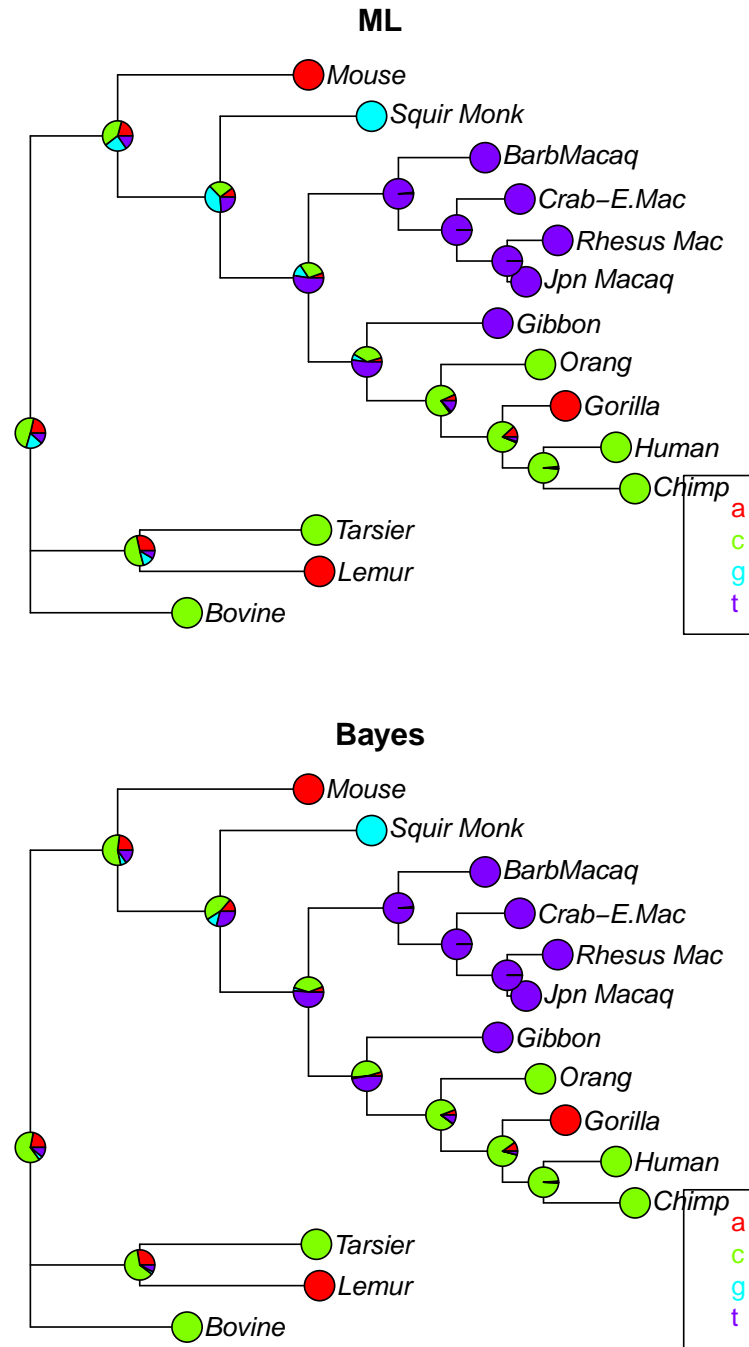 ML
Mouse
Squir Monk
BarbMacaq
Crab−E.Mac
Rhesus Mac
Jpn Macaq
Gibbon
Orang
Gorilla
Human
Chimp
Tarsier
Lemur
Bovine
a
c
g
t
Bayes
Mouse
Squir Monk
BarbMacaq
Crab−E.Mac
Rhesus Mac
Jpn Macaq
Gibbon
Orang
Gorilla
Human
Chimp
Tarsier
Lemur
Bovine
a
c
g
t